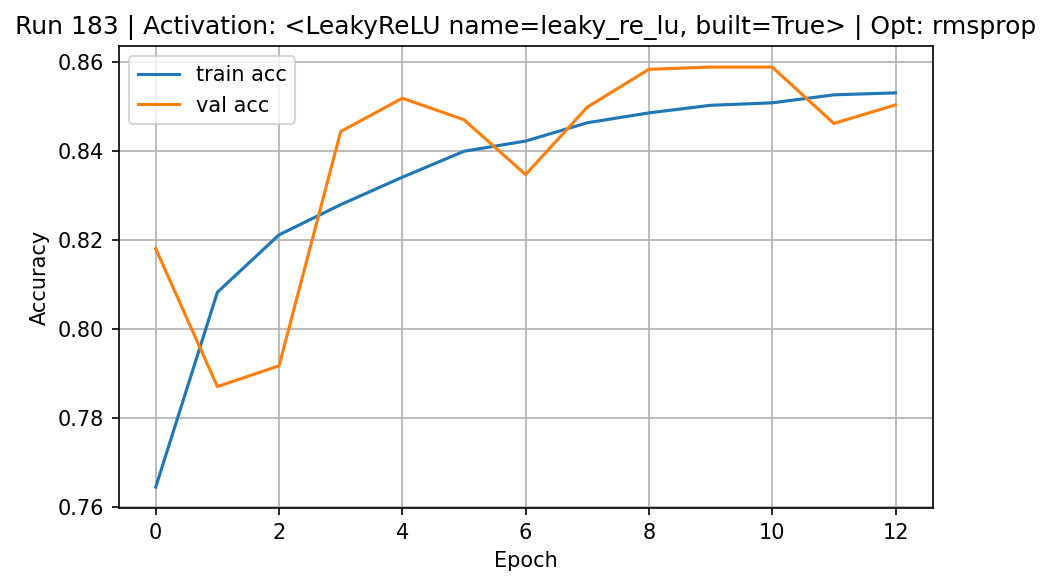 Run 183 | Activation: <LeakyReLU name=leaky_re_lu, built=True> | Opt: rmsprop
train acc
val acc
0.86
0.84
0.82
0.80
0.78
0.76
Accuracy
0 2 4 6 8 10 12
Epoch